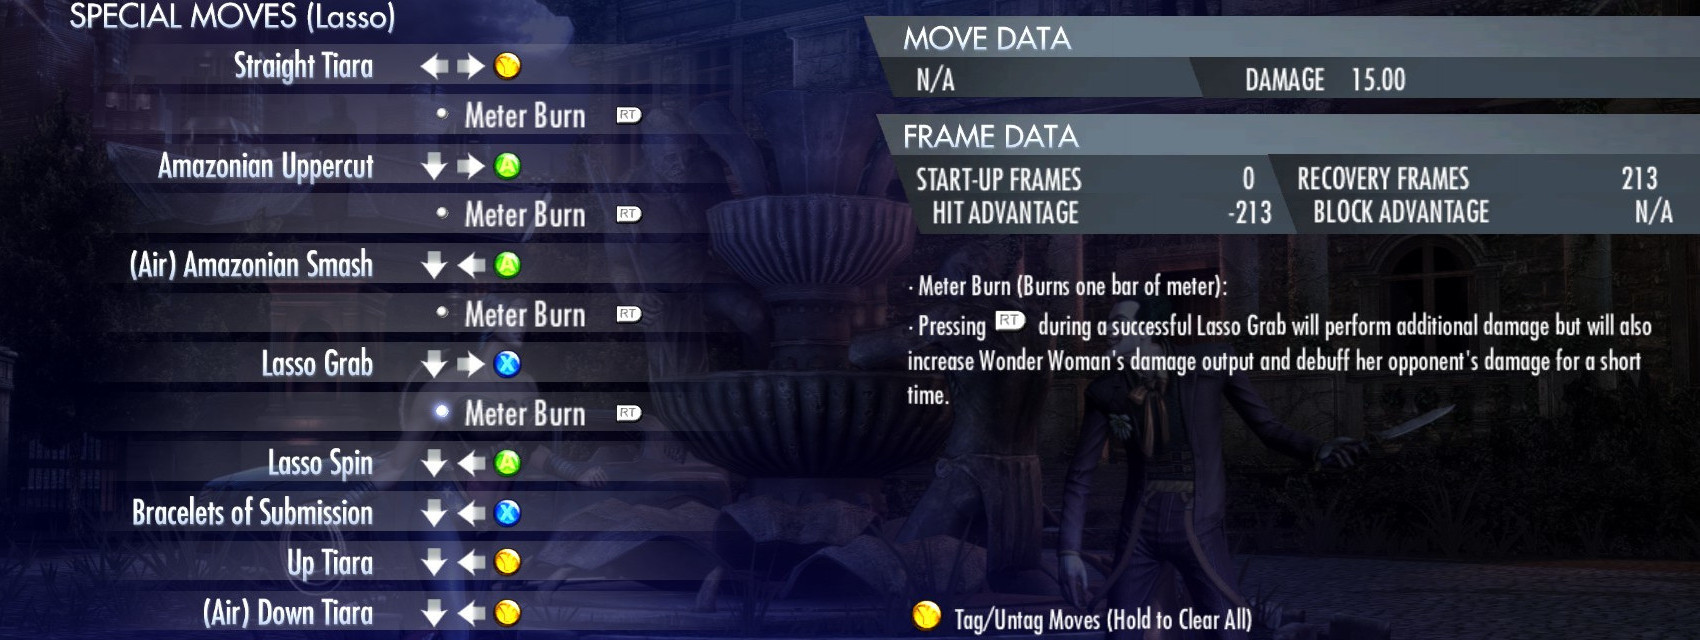 SPECIAL MOVES (Lasso)
Straight Tiara Y
Meter Burn RT
Amazonian Uppercut A
Meter Burn RT
(Air) Amazonian Smash A
Meter Burn RT
Lasso Grab X
Meter Burn RT
Lasso Spin A
Bracelets of Submission X
Up Tiara Y
(Air) Down Tiara Y
MOVE DATA
N/A DAMAGE 15.00
FRAME DATA
START-UP FRAMES 0 RECOVERY FRAMES 213
HIT ADVANTAGE -213 BLOCK ADVANTAGE N/A
· Meter Burn (Burns one bar of meter):
· Pressing RT during a successful Lasso Grab will perform additional damage but will also
increase Wonder Woman's damage output and debuff her opponent's damage for a short
time.
Y Tag/Untag Moves (Hold to Clear All)